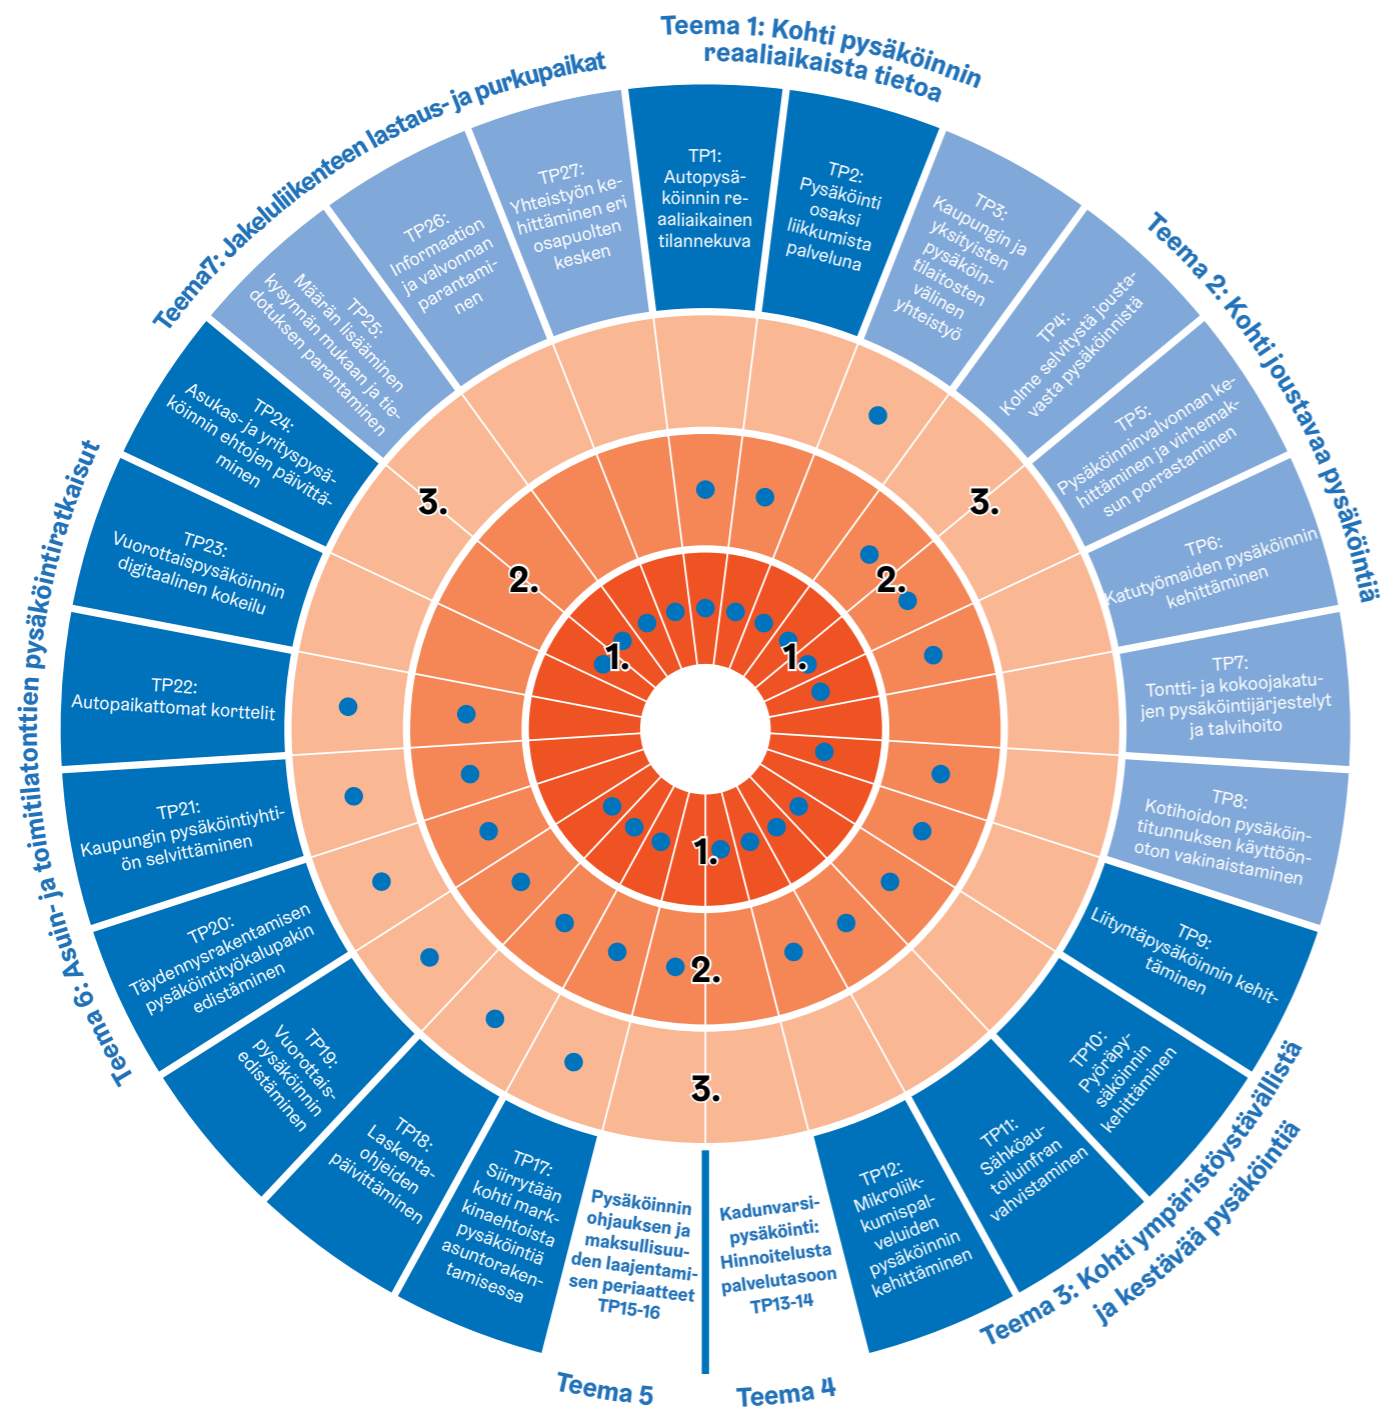 Teema 1: Kohti pysäköinnin
reaaliaikaista tietoa
TP1:
Autopysä-
köinnin re-
aaliaikainen
tilannekuva
TP2:
Pysäköinti
osaksi
liikkumista
palveluna
TP3:
Kaupungin ja
yksityisten
pysäköin-
tilaitosten
välinen
yhteistyö
Teema 2: Kohti joustavaa pysäköintiä
TP4:
Kolme selvitystä jousta-
vasta pysäköinnistä
TP5:
Pysäköinninvalvonnan ke-
hittäminen ja virhemak-
sun porrastaminen
TP6:
Katutyömaiden pysäköinnin
kehittäminen
TP7:
Tontti- ja kokoojakatu-
jen pysäköintijärjestelyt
ja talvihoito
TP8:
Kotihoidon pysäköin-
titunnuksen käyttöön-
oton vakinaistaminen
Teema 3: Kohti ympäristöystävällistä
ja kestävää pysäköintiä
TP9:
Liityntäpysäköinnin kehit-
täminen
TP10:
Pyöräpy-
säköinnin
kehittäminen
TP11:
Sähköau-
toiluinfran
vahvistaminen
TP12:
Mikroliik-
kumispal-
veluiden
pysäköinnin
kehittäminen
Teema 4
Kadunvarsi-
pysäköinti:
Hinnoitelusta
palvelutasoon
TP13-14
Teema 5
Pysäköinnin
ohjauksen ja
maksullisuu-
den laajentami-
sen periaatteet
TP15-16
Teema 6: Asuin- ja toimitilatonttien pysäköintiratkaisut
TP17:
Siirrytään
kohti mark-
kinaehtoista
pysäköintiä
asuntoraken-
tamisessa
TP18:
Laskenta-
ohjeiden
päivittäminen
TP19:
Vuorottais-
pysäköinnin
edistäminen
TP20:
Täydennysrakentamisen
pysäköintityökalupakin
edistäminen
TP21:
Kaupungin pysäköintiyhti-
ön selvittäminen
TP22:
Autopaikattomat korttelit
TP23:
Vuorottaispysäköinnin
digitaalinen kokeilu
TP24:
Asukas- ja yrityspysä-
köinnin ehtojen päivittä-
minen
Teema7: Jakeluliikenteen lastaus- ja purkupaikat
TP25:
Määrän lisääminen
kysynnän mukaan ja tie-
dotuksen parantaminen
TP26:
Informaation
ja valvonnan
parantami-
nen
TP27:
Yhteistyön ke-
hittäminen eri
osapuolten
kesken
3.
3.
2.
2.
1.
1.
1.
2.
3.